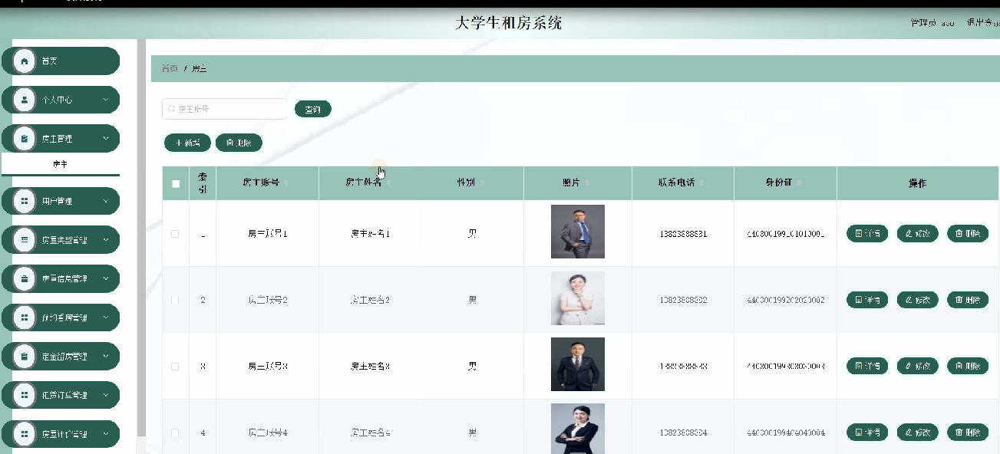 大学生租房系统
管理员 abo
首页
个人中心
房主管理
房主
用户管理
房屋类型管理
房屋信息管理
预约看房管理
定金留房管理
租赁订单管理
房屋评价管理
首页 / 房主
房主账号
查询
+ 新增
删除
索引 房主账号 房主姓名 性别 照片 联系电话 身份证 操作
1 房主账号1 房主姓名1 男 13823888881 440300199101010001 详情 修改 删除
2 房主账号2 房主姓名2 男 13823888882 440300199202020002 详情 修改 删除
3 房主账号3 房主姓名3 男 13823888883 440300199303030003 详情 修改 删除
4 房主账号4 房主姓名4 男 13823888884 440300199404040004 详情 修改 删除